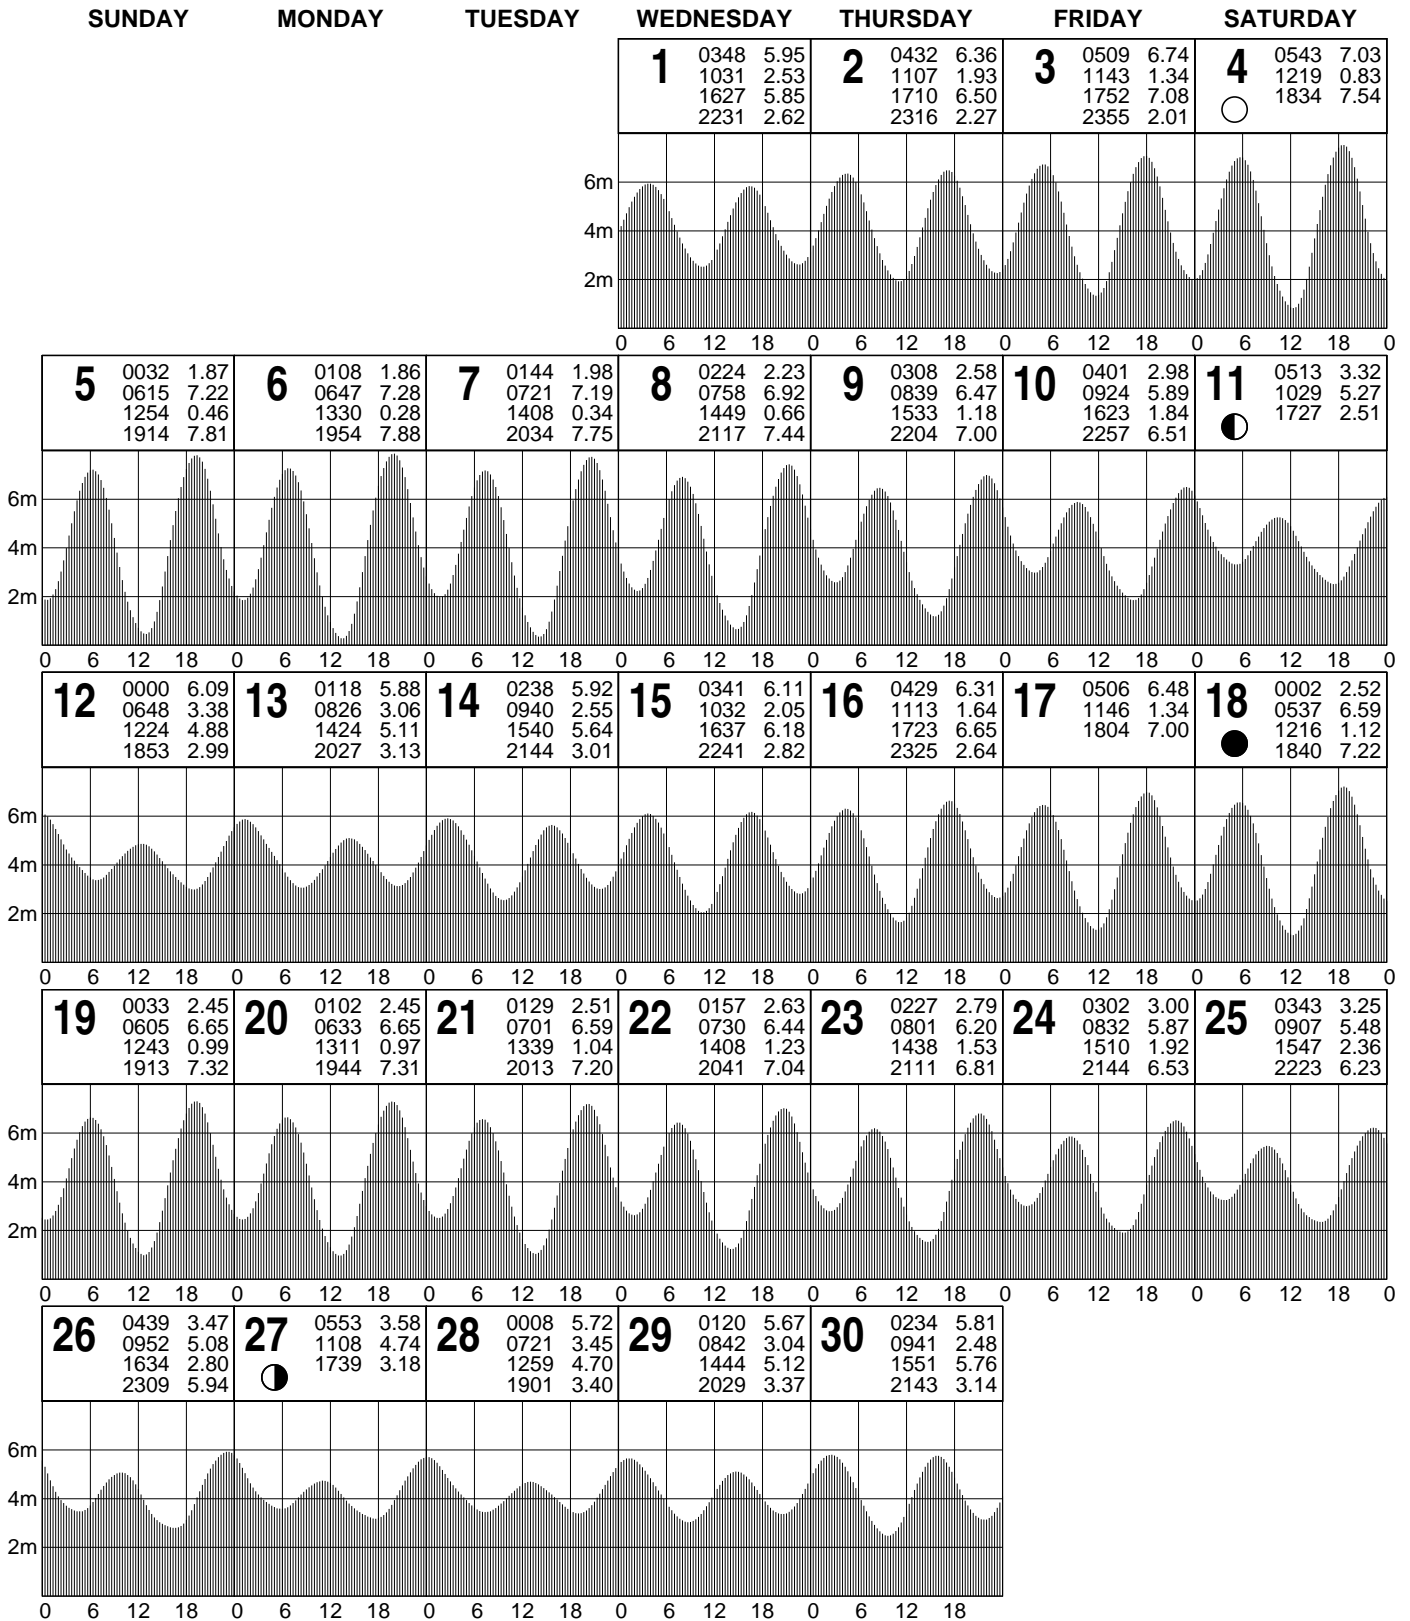 SUNDAY MONDAY TUESDAY WEDNESDAY THURSDAY FRIDAY SATURDAY
1 0348 5.95
1031 2.53
1627 5.85
2231 2.62
2 0432 6.36
1107 1.93
1710 6.50
2316 2.27
3 0509 6.74
1143 1.34
1752 7.08
2355 2.01
4 0543 7.03
1219 0.83
1834 7.54
6m
4m
2m
0 6 12 18 0 6 12 18 0 6 12 18 0 6 12 18 0
5 0032 1.87
0615 7.22
1254 0.46
1914 7.81
6 0108 1.86
0647 7.28
1330 0.28
1954 7.88
7 0144 1.98
0721 7.19
1408 0.34
2034 7.75
8 0224 2.23
0758 6.92
1449 0.66
2117 7.44
9 0308 2.58
0839 6.47
1533 1.18
2204 7.00
10 0401 2.98
0924 5.89
1623 1.84
2257 6.51
11 0513 3.32
1029 5.27
1727 2.51
6m
4m
2m
0 6 12 18 0 6 12 18 0 6 12 18 0 6 12 18 0 6 12 18 0 6 12 18 0 6 12 18 0
12 0000 6.09
0648 3.38
1224 4.88
1853 2.99
13 0118 5.88
0826 3.06
1424 5.11
2027 3.13
14 0238 5.92
0940 2.55
1540 5.64
2144 3.01
15 0341 6.11
1032 2.05
1637 6.18
2241 2.82
16 0429 6.31
1113 1.64
1723 6.65
2325 2.64
17 0506 6.48
1146 1.34
1804 7.00
18 0002 2.52
0537 6.59
1216 1.12
1840 7.22
6m
4m
2m
0 6 12 18 0 6 12 18 0 6 12 18 0 6 12 18 0 6 12 18 0 6 12 18 0 6 12 18 0
19 0033 2.45
0605 6.65
1243 0.99
1913 7.32
20 0102 2.45
0633 6.65
1311 0.97
1944 7.31
21 0129 2.51
0701 6.59
1339 1.04
2013 7.20
22 0157 2.63
0730 6.44
1408 1.23
2041 7.04
23 0227 2.79
0801 6.20
1438 1.53
2111 6.81
24 0302 3.00
0832 5.87
1510 1.92
2144 6.53
25 0343 3.25
0907 5.48
1547 2.36
2223 6.23
6m
4m
2m
0 6 12 18 0 6 12 18 0 6 12 18 0 6 12 18 0 6 12 18 0 6 12 18 0 6 12 18 0
26 0439 3.47
0952 5.08
1634 2.80
2309 5.94
27 0553 3.58
1108 4.74
1739 3.18
28 0008 5.72
0721 3.45
1259 4.70
1901 3.40
29 0120 5.67
0842 3.04
1444 5.12
2029 3.37
30 0234 5.81
0941 2.48
1551 5.76
2143 3.14
6m
4m
2m
0 6 12 18 0 6 12 18 0 6 12 18 0 6 12 18 0 6 12 18